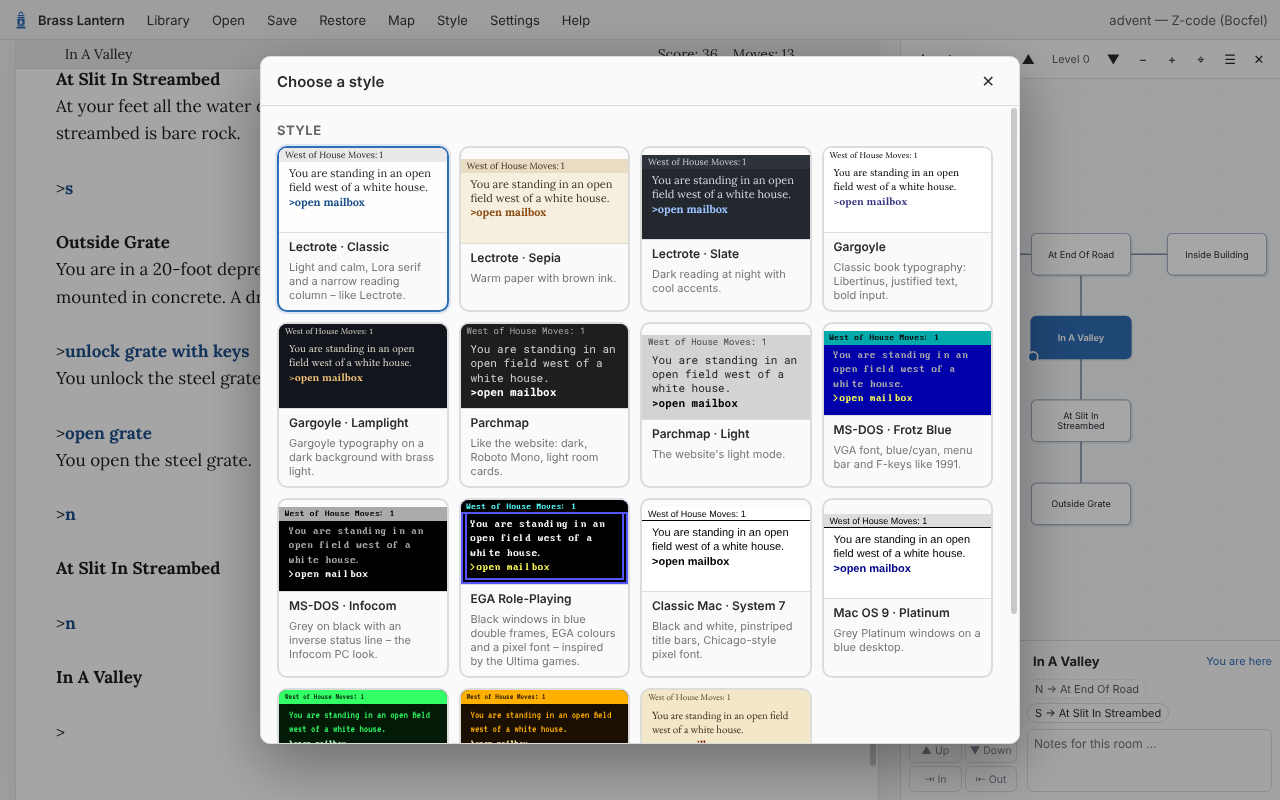 Brass Lantern Library Open Save Restore Map Style Settings Help advent — Z-code (Bocfel)
In A Valley Score: 36 Moves: 13
At Slit In Streambed
At your feet all the water
streambed is bare rock.
>s
Outside Grate
You are in a 20-foot
mounted in concrete. A
>unlock grate with keys
You unlock the steel grate
>open grate
You open the steel grate.
>n
At Slit In Streambed
>n
In A Valley
>
Choose a style ✕
STYLE
West of House Moves: 1
You are standing in an open
field west of a white house.
>open mailbox
Lectrote · Classic
Light and calm, Lora serif
and a narrow reading
column – like Lectrote.
West of House Moves: 1
You are standing in an open
field west of a white house.
>open mailbox
Lectrote · Sepia
Warm paper with brown ink.
West of House Moves: 1
You are standing in an open
field west of a white house.
>open mailbox
Lectrote · Slate
Dark reading at night with
cool accents.
West of House Moves: 1
You are standing in an open
field west of a white house.
>open mailbox
Gargoyle
Classic book typography:
Libertinus, justified text,
bold input.
West of House Moves: 1
You are standing in an open
field west of a white house.
>open mailbox
Gargoyle · Lamplight
Gargoyle typography on a
dark background with brass
light.
West of House Moves: 1
You are standing in an
open field west of a
white house.
>open mailbox
Parchmap
Like the website: dark,
Roboto Mono, light room
cards.
West of House Moves: 1
You are standing in an
open field west of a
white house.
>open mailbox
Parchmap · Light
The website's light mode.
West of House Moves: 1
You are standing in an
open field west of a
white house.
>open mailbox
MS-DOS · Frotz Blue
VGA font, blue/cyan, menu
bar and F-keys like 1991.
West of House Moves: 1
You are standing in an
open field west of a
white house.
>open mailbox
MS-DOS · Infocom
Grey on black with an
inverse status line – the
Infocom PC look.
West of House Moves: 1
You are standing in an
open field west of a
white house.
>open mailbox
EGA Role-Playing
Black windows in blue
double frames, EGA colours
and a pixel font – inspired
by the Ultima games.
West of House Moves: 1
You are standing in an open
field west of a white house.
>open mailbox
Classic Mac · System 7
Black and white, pinstriped
title bars, Chicago-style
pixel font.
West of House Moves: 1
You are standing in an open
field west of a white house.
>open mailbox
Mac OS 9 · Platinum
Grey Platinum windows on a
blue desktop.
West of House Moves: 1
You are standing in an open field
west of a white house.
West of House Moves: 1
You are standing in an open field
west of a white house.
West of House Moves: 1
You are standing in an open field
west of a white house.
▲ Level 0 ▼ − + ⌖ ☰ ✕
At End Of Road
Inside Building
In A Valley
At Slit In
Streambed
Outside Grate
In A Valley You are here
N → At End Of Road
S → At Slit In Streambed
▲ Up ▼ Down
⇥ In ⇤ Out
Notes for this room ...